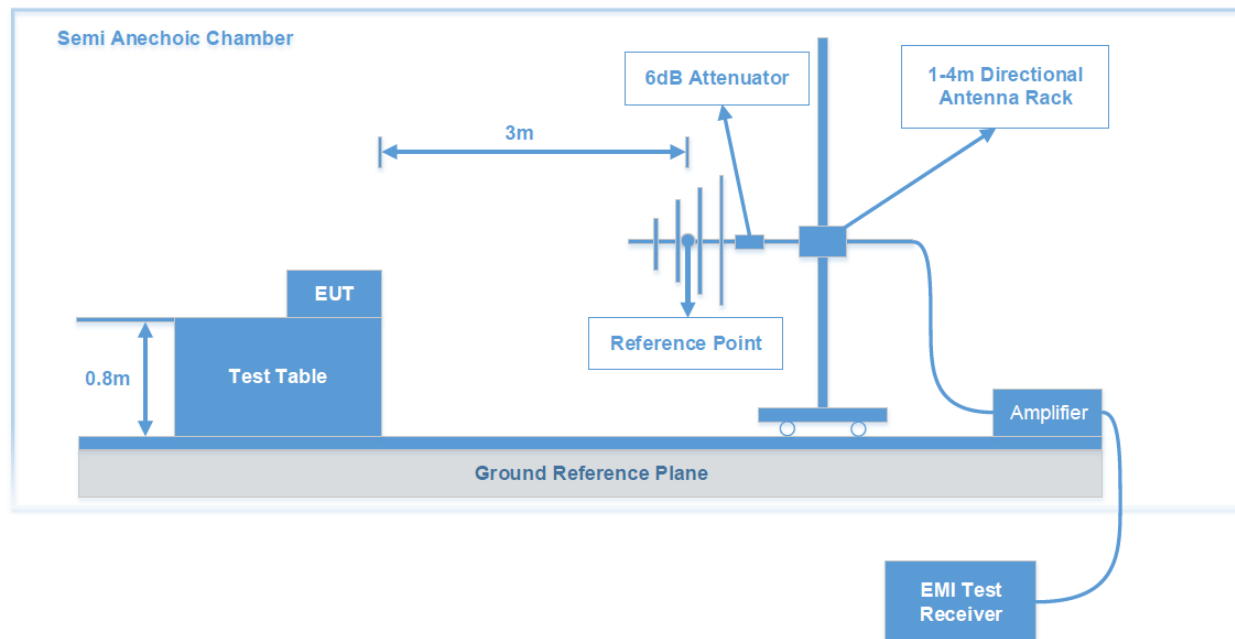 Semi Anechoic Chamber
6dB Attenuator
1-4m Directional
Antenna Rack
3m
EUT
Reference Point
0.8m
Test Table
Amplifier
Ground Reference Plane
EMI Test
Receiver